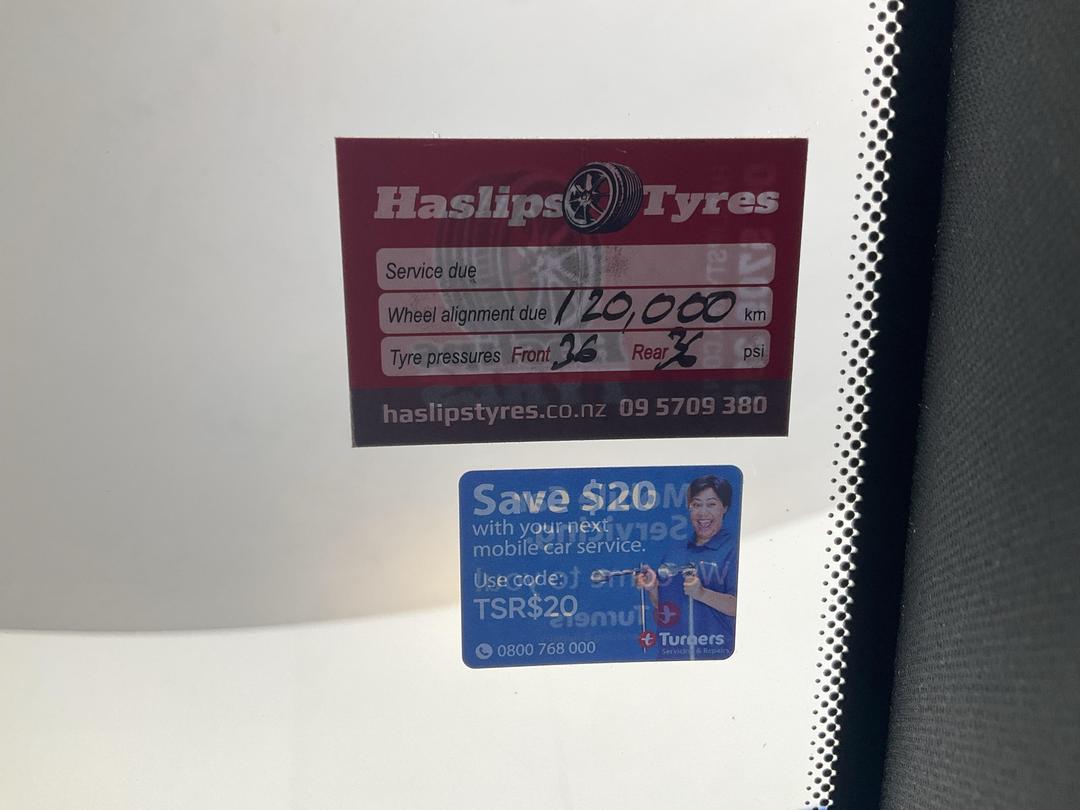 Haslips Tyres
Service due
Wheel alignment due 120,000 km
Tyre pressures Front 36 Rear 36 psi
haslipstyres.co.nz 09 5709 380
Save $20
with your next
mobile car service.
Use code:
TSR$20
0800 768 000
Turners
Servicing & Repairs